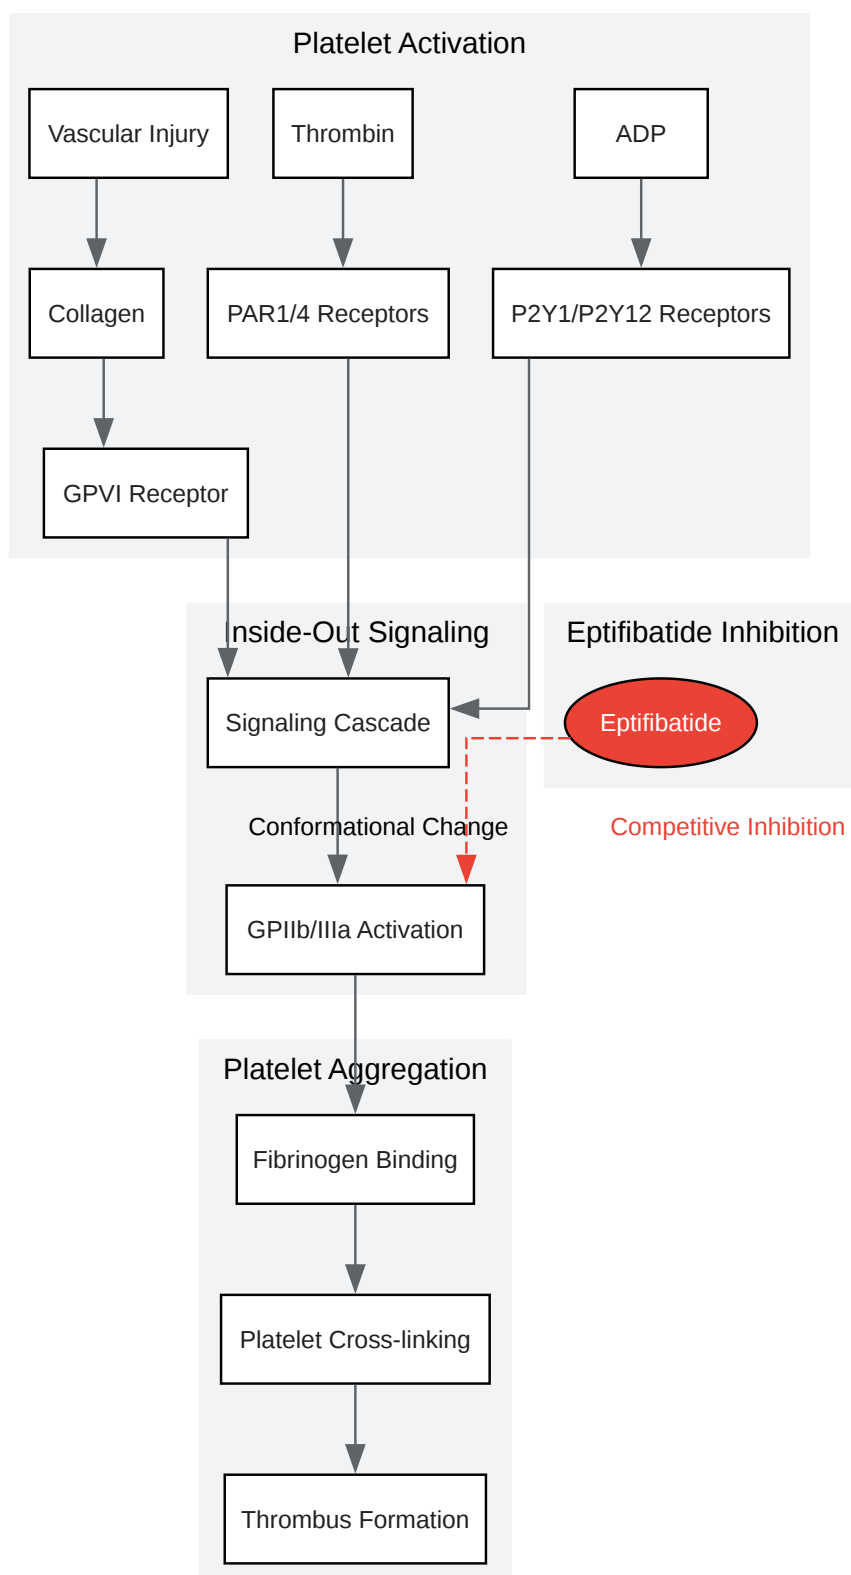 Platelet Activation
Vascular Injury
Thrombin
ADP
Collagen
PAR1/4 Receptors
P2Y1/P2Y12 Receptors
GPVI Receptor
Inside-Out Signaling
Eptifibatide Inhibition
Signaling Cascade
Eptifibatide
Conformational Change
Competitive Inhibition
GPIIb/IIIa Activation
Platelet Aggregation
Fibrinogen Binding
Platelet Cross-linking
Thrombus Formation